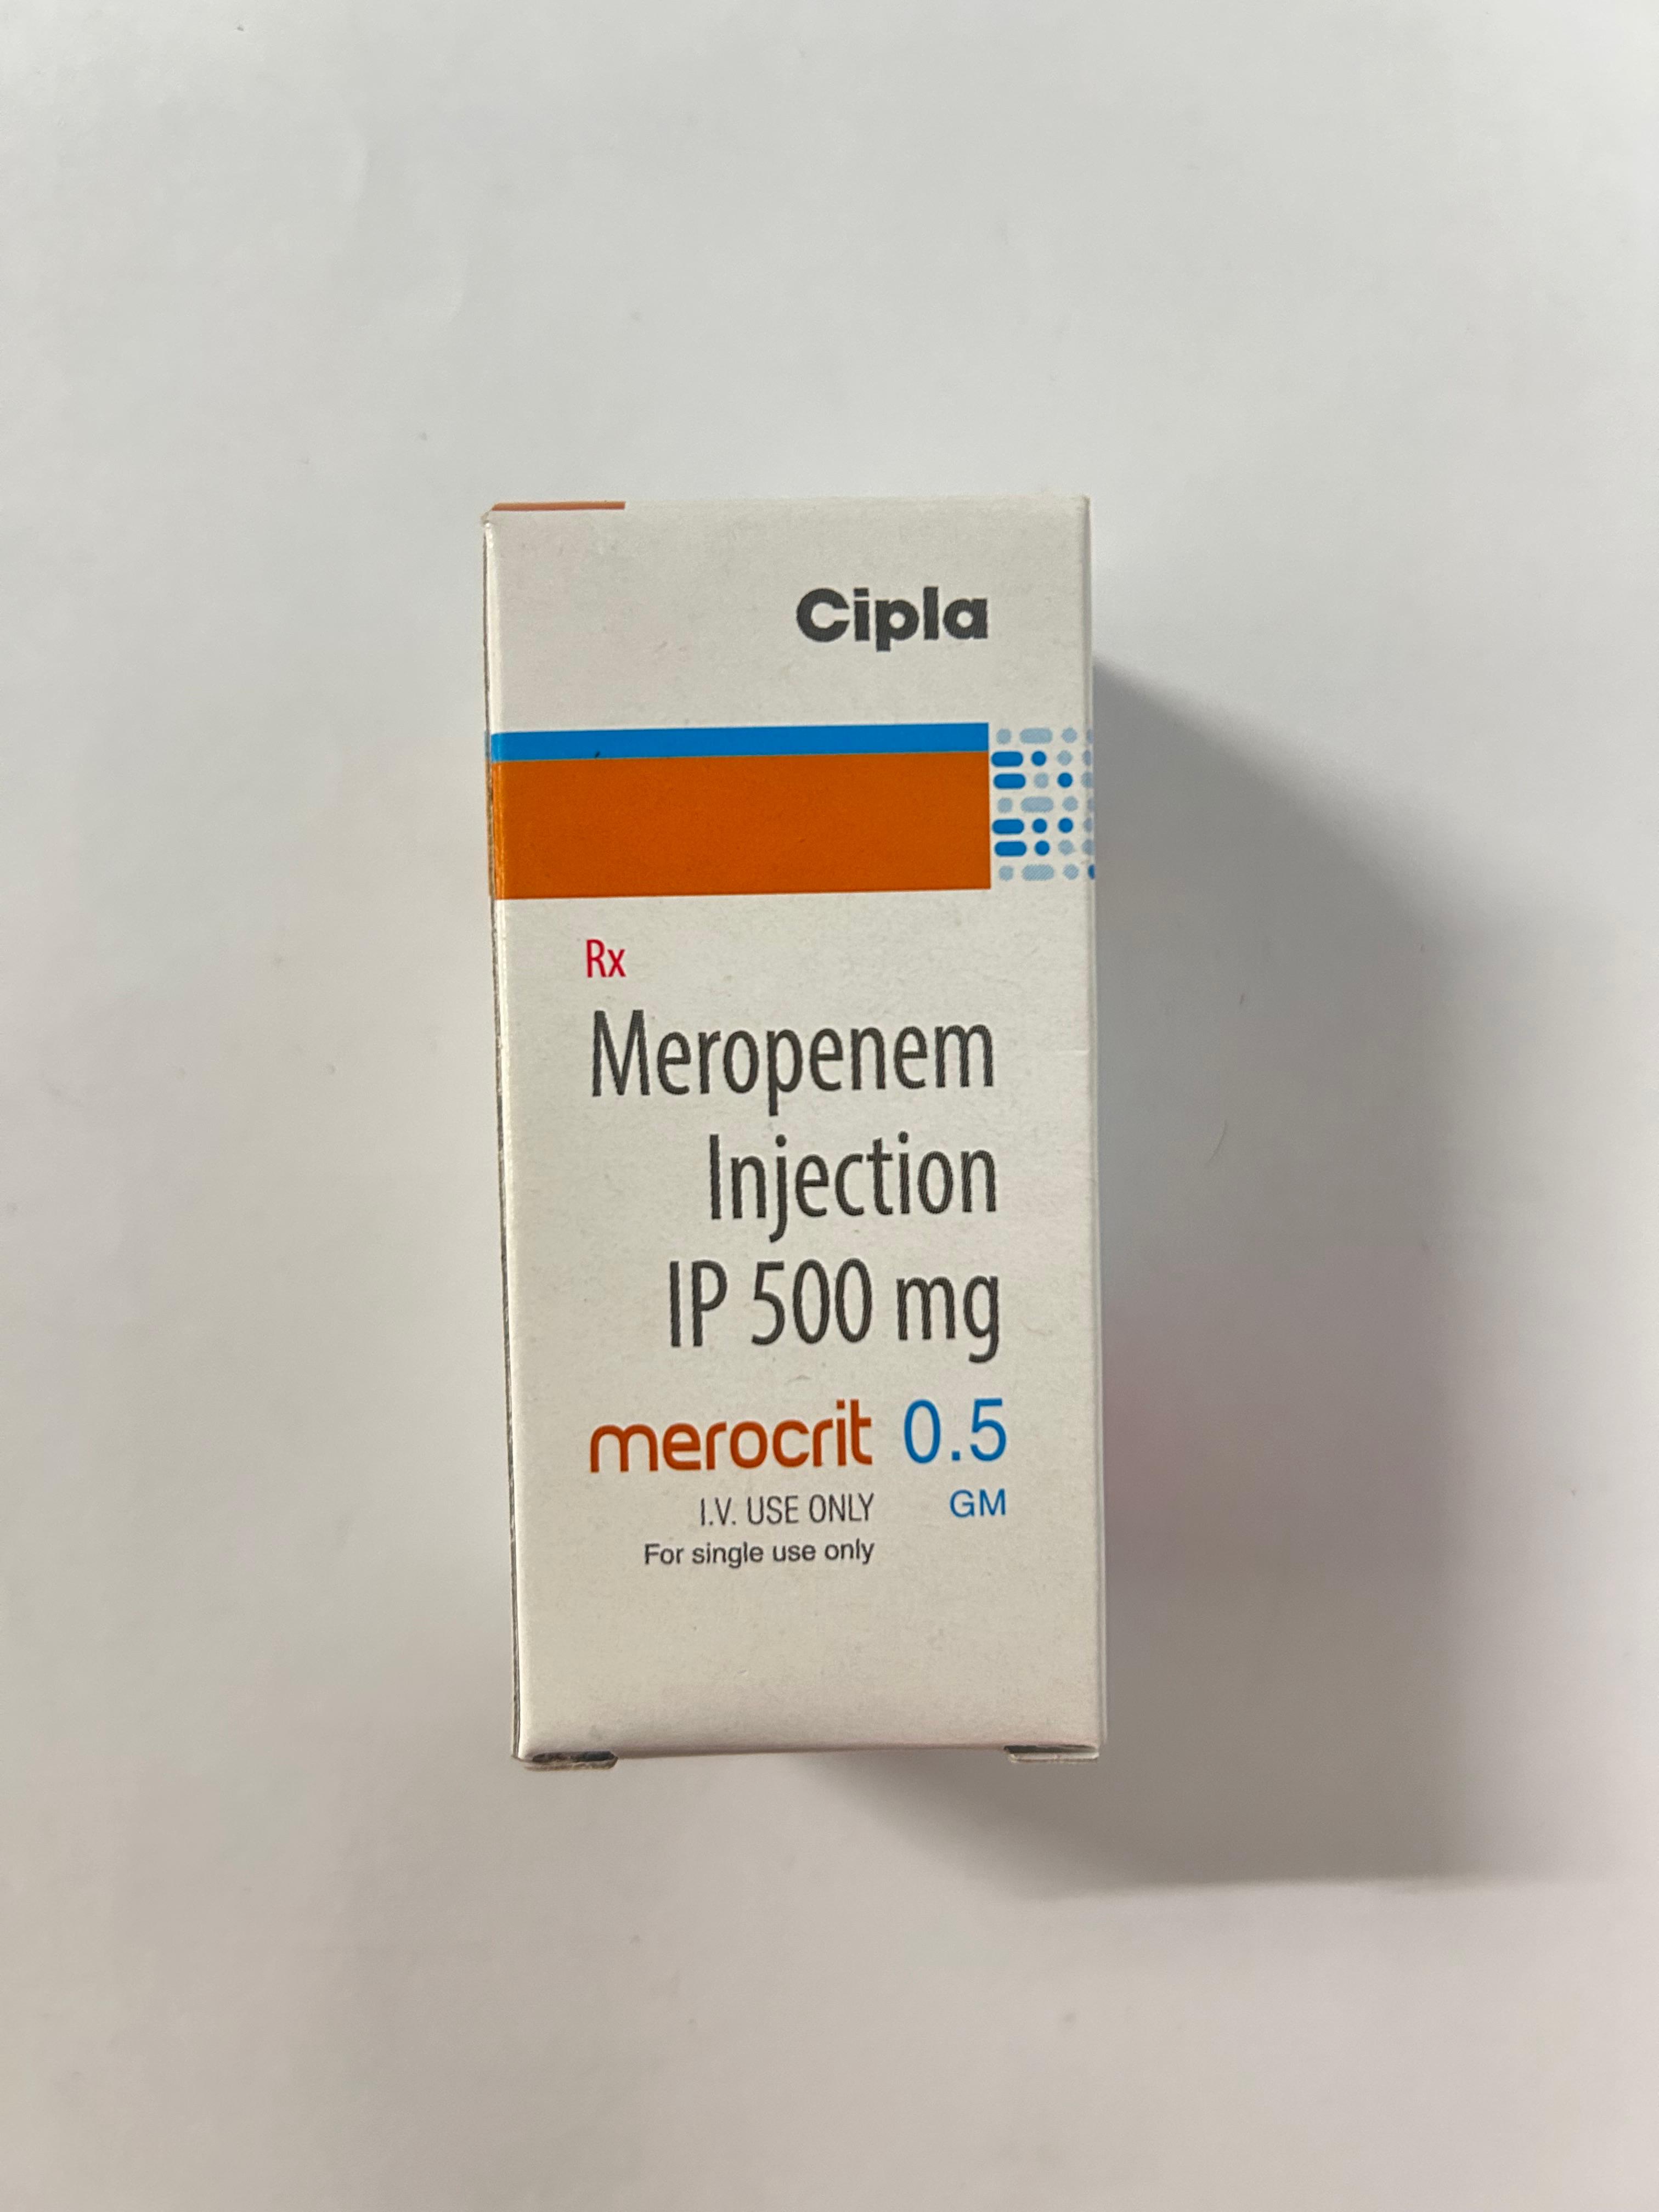 Cipla
Rx
Meropenem
Injection
IP 500 mg
merocrit 0.5
I.V. USE ONLY GM
For single use only